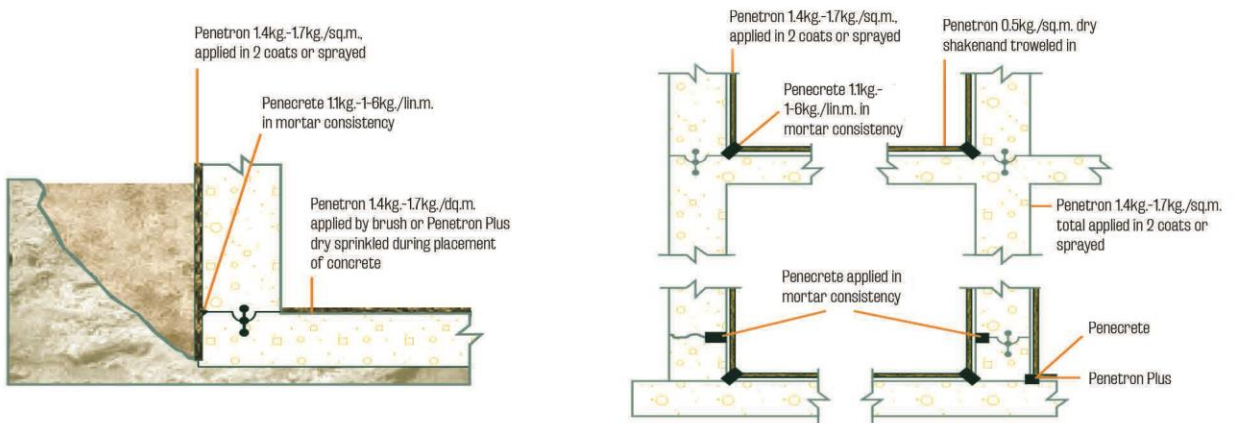 Penetron 1.4kg.-1.7kg./sq.m.,
applied in 2 coats or sprayed
Penecrete 1.1kg.-1-6kg./lin.m.
in mortar consistency
Penetron 1.4kg.-1.7kg./dq.m.
applied by brush or Penetron Plus
dry sprinkled during placement
of concrete
Penetron 1.4kg.-1.7kg./sq.m.,
applied in 2 coats or sprayed
Penetron 0.5kg./sq.m. dry
shakenand troweled in
Penecrete 1.1kg.-
1-6kg./lin.m. in
mortar consistency
Penetron 1.4kg.-1.7kg./sq.m.
total applied in 2 coats or
sprayed
Penecrete applied in
mortar consistency
Penecrete
Penetron Plus